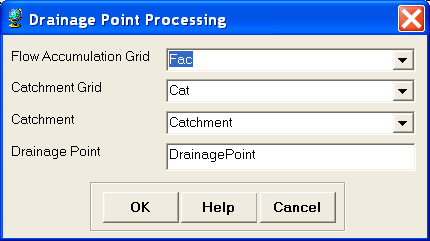 Drainage Point Processing
Flow Accumulation Grid Fac
Catchment Grid Cat
Catchment Catchment
Drainage Point DrainagePoint
OK Help Cancel